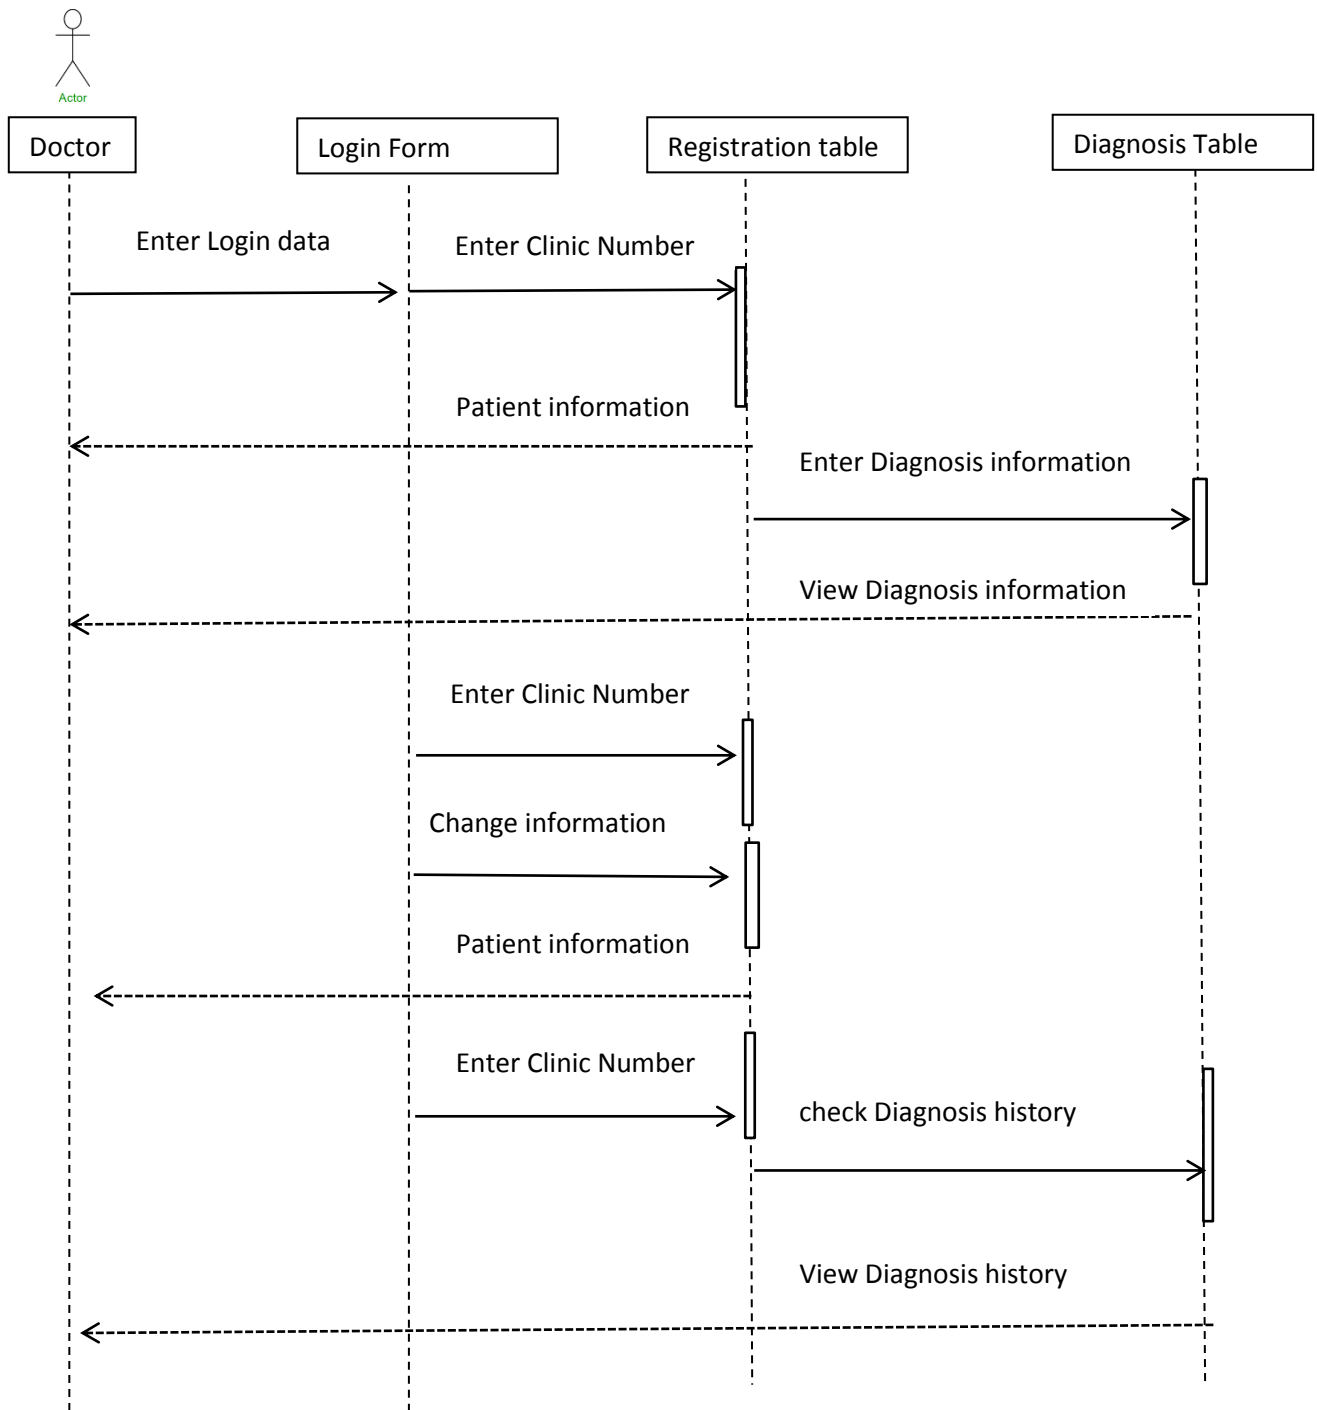 Actor
Doctor
Login Form
Registration table
Diagnosis Table
Enter Login data
Enter Clinic Number
Patient information
Enter Diagnosis information
View Diagnosis information
Enter Clinic Number
Change information
Patient information
Enter Clinic Number
check Diagnosis history
View Diagnosis history